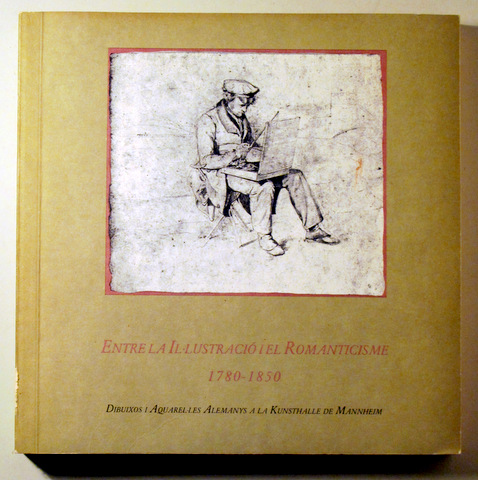 ENTRE LA IL·LUSTRACIÓ I EL ROMANTICISME
1780-1850
DIBUIXOS I AQUAREL·LES ALEMANYS A LA KUNSTHALLE DE MANNHEIM